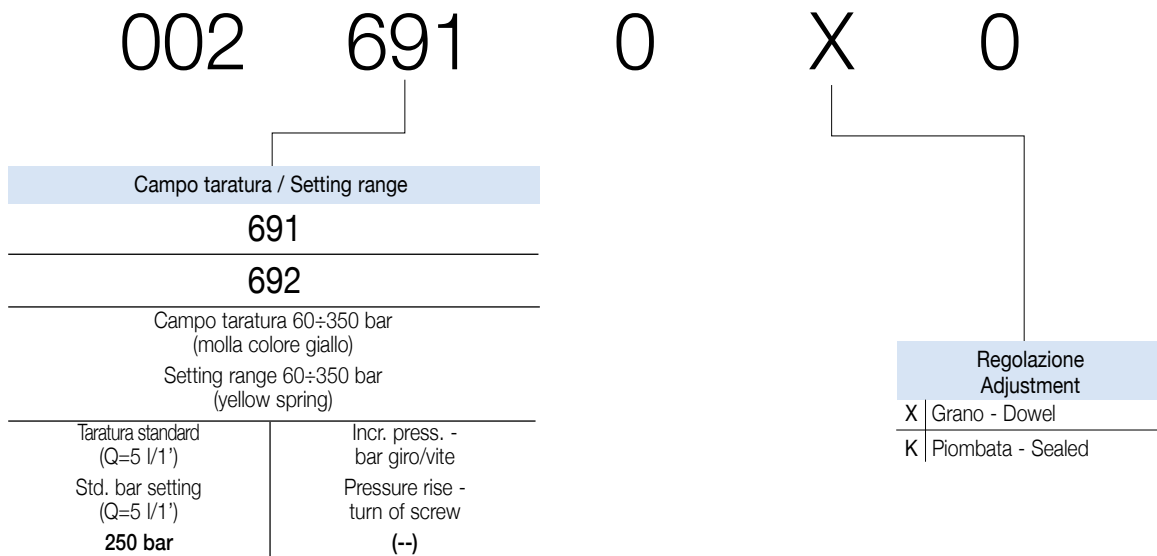 002 691 0 X 0
Campo taratura / Setting range
691
692
Campo taratura 60÷350 bar
(molla colore giallo)
Setting range 60÷350 bar
(yellow spring)
Taratura standard
(Q=5 l/1')
Std. bar setting
(Q=5 l/1')
250 bar
Incr. press. -
bar giro/vite
Pressure rise -
turn of screw
(--)
Regolazione
Adjustment
X Grano - Dowel
K Piombata - Sealed